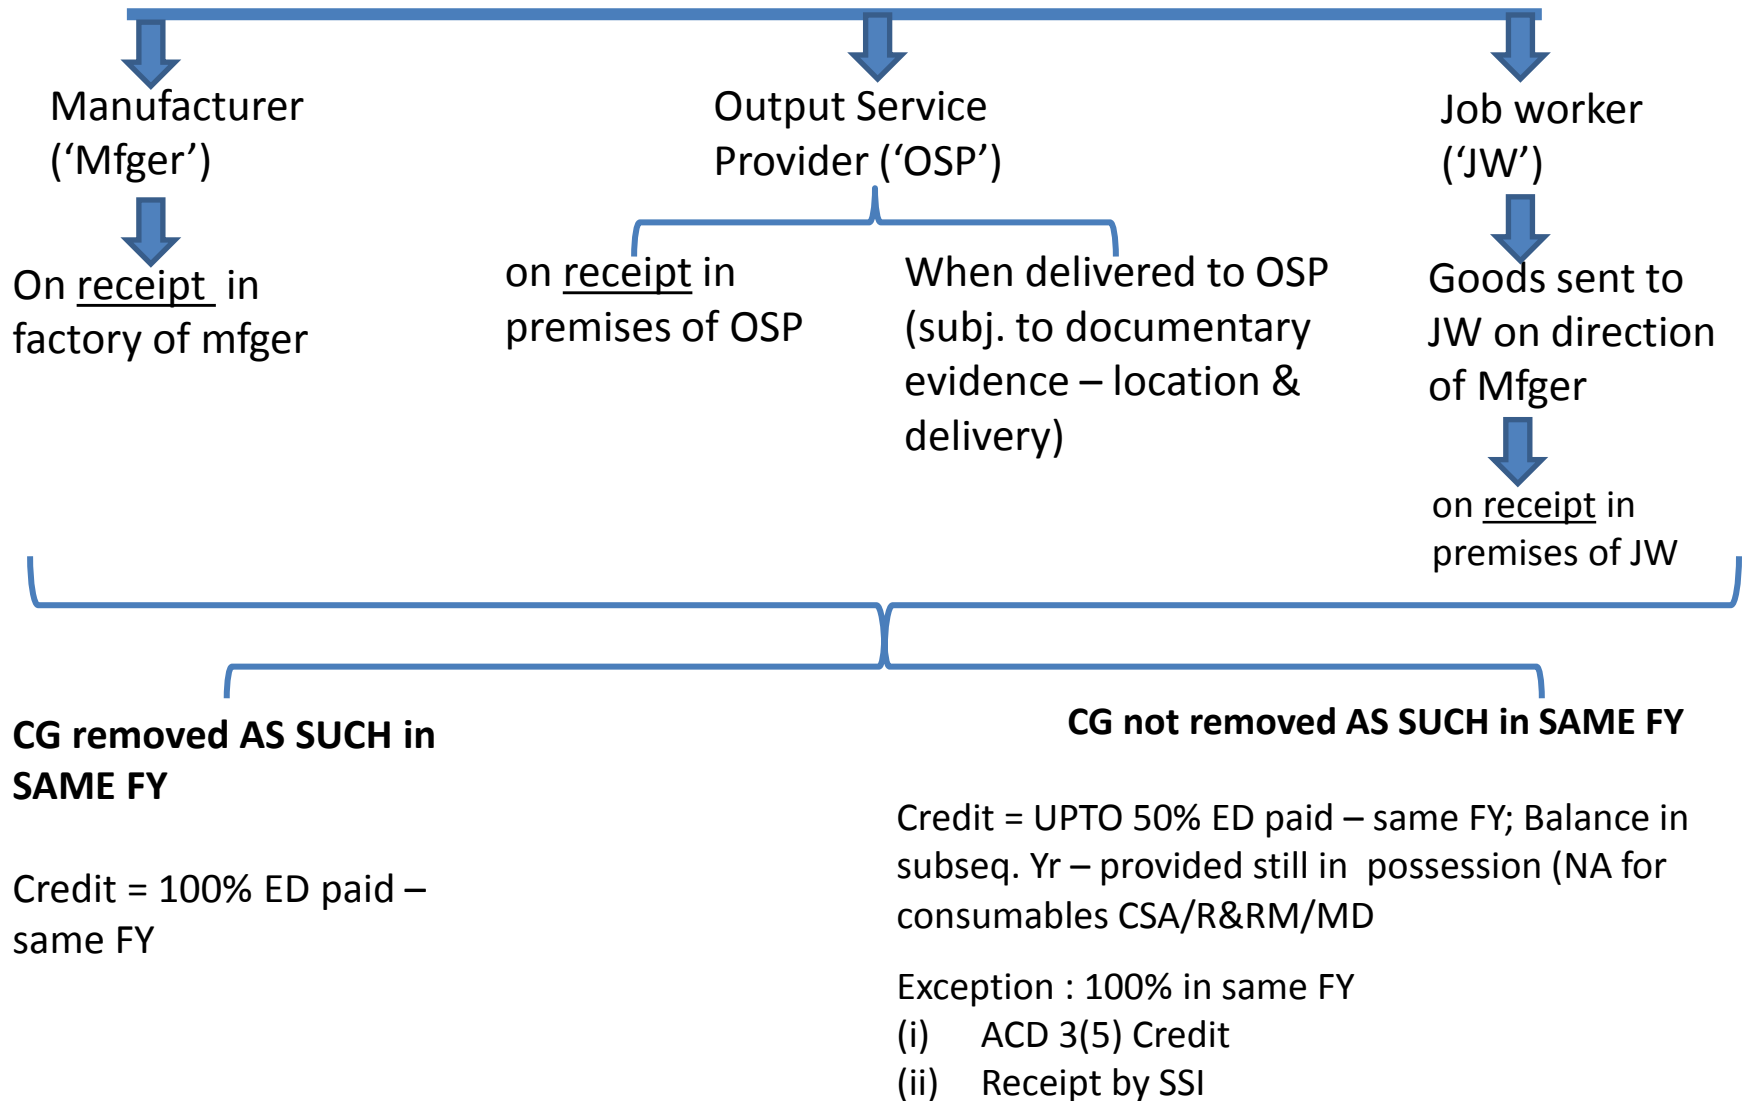 Manufacturer
(‘Mfger’)
On receipt in
factory of mfger
Output Service
Provider (‘OSP’)
on receipt in
premises of OSP
When delivered to OSP
(subj. to documentary
evidence – location &
delivery)
Job worker
(‘JW’)
Goods sent to
JW on direction
of Mfger
on receipt in
premises of JW
CG removed AS SUCH in
SAME FY
Credit = 100% ED paid –
same FY
CG not removed AS SUCH in SAME FY
Credit = UPTO 50% ED paid – same FY; Balance in
subseq. Yr – provided still in possession (NA for
consumables CSA/R&RM/MD
Exception : 100% in same FY
(i) ACD 3(5) Credit
(ii) Receipt by SSI